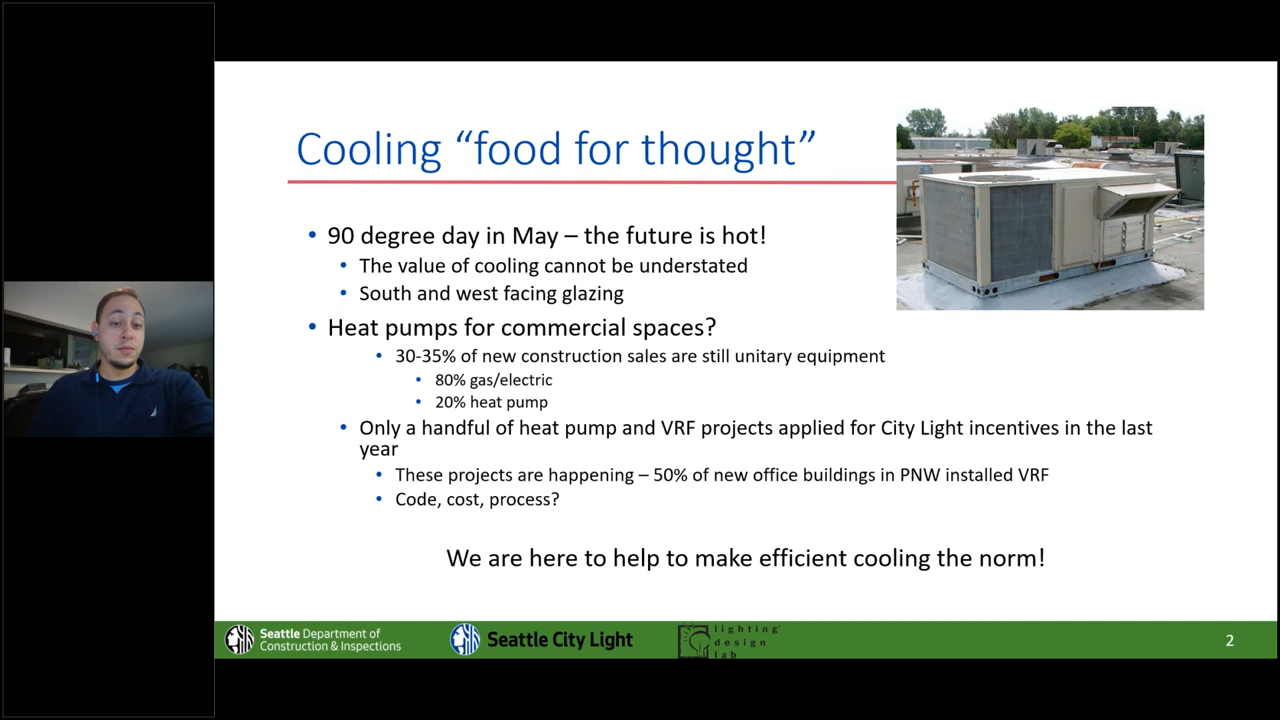 Cooling “food for thought”
• 90 degree day in May – the future is hot!
• The value of cooling cannot be understated
• South and west facing glazing
• Heat pumps for commercial spaces?
• 30-35% of new construction sales are still unitary equipment
• 80% gas/electric
• 20% heat pump
• Only a handful of heat pump and VRF projects applied for City Light incentives in the last
year
• These projects are happening – 50% of new office buildings in PNW installed VRF
• Code, cost, process?
We are here to help to make efficient cooling the norm!
Seattle Department of
Construction & Inspections
Seattle City Light
lighting
design
lab
2